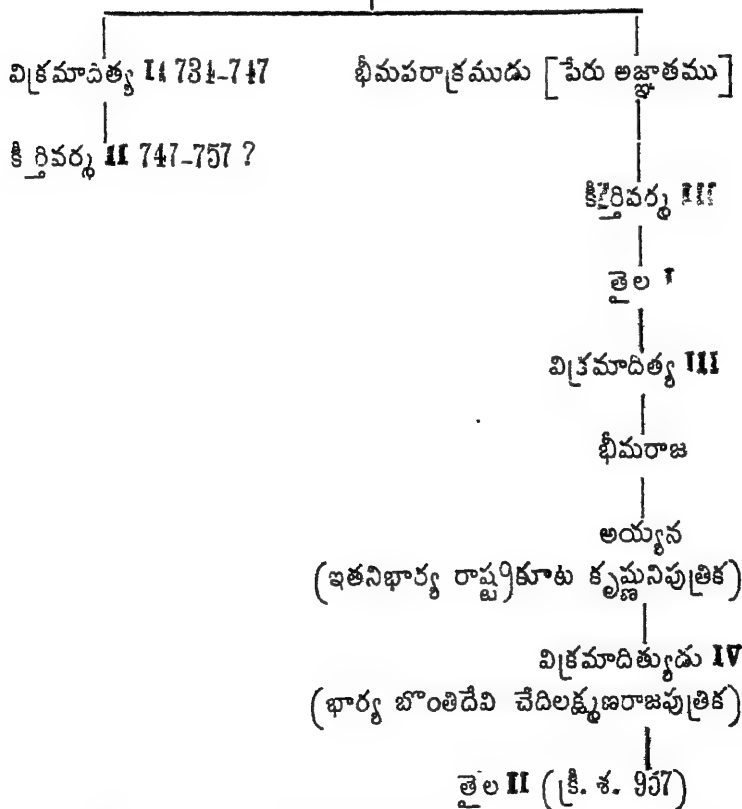 విక్రమాదిత్య II 734-747 భీమపరాక్రముడు [పేరు అజ్ఞాతము]
కీర్తివర్మ II 747-757 ?
కీర్తివర్మ III
తైల I
విక్రమాదిత్య III
భీమరాజ
అయ్యన
(ఇతనిభార్య రాష్ట్రకూట కృష్ణునిపుత్రిక)
విక్రమాదిత్యుడు IV
(భార్య బొంతిదేవి చేదిలక్ష్మణరాజపుత్రిక)
తైల II (క్రీ. శ. 957)